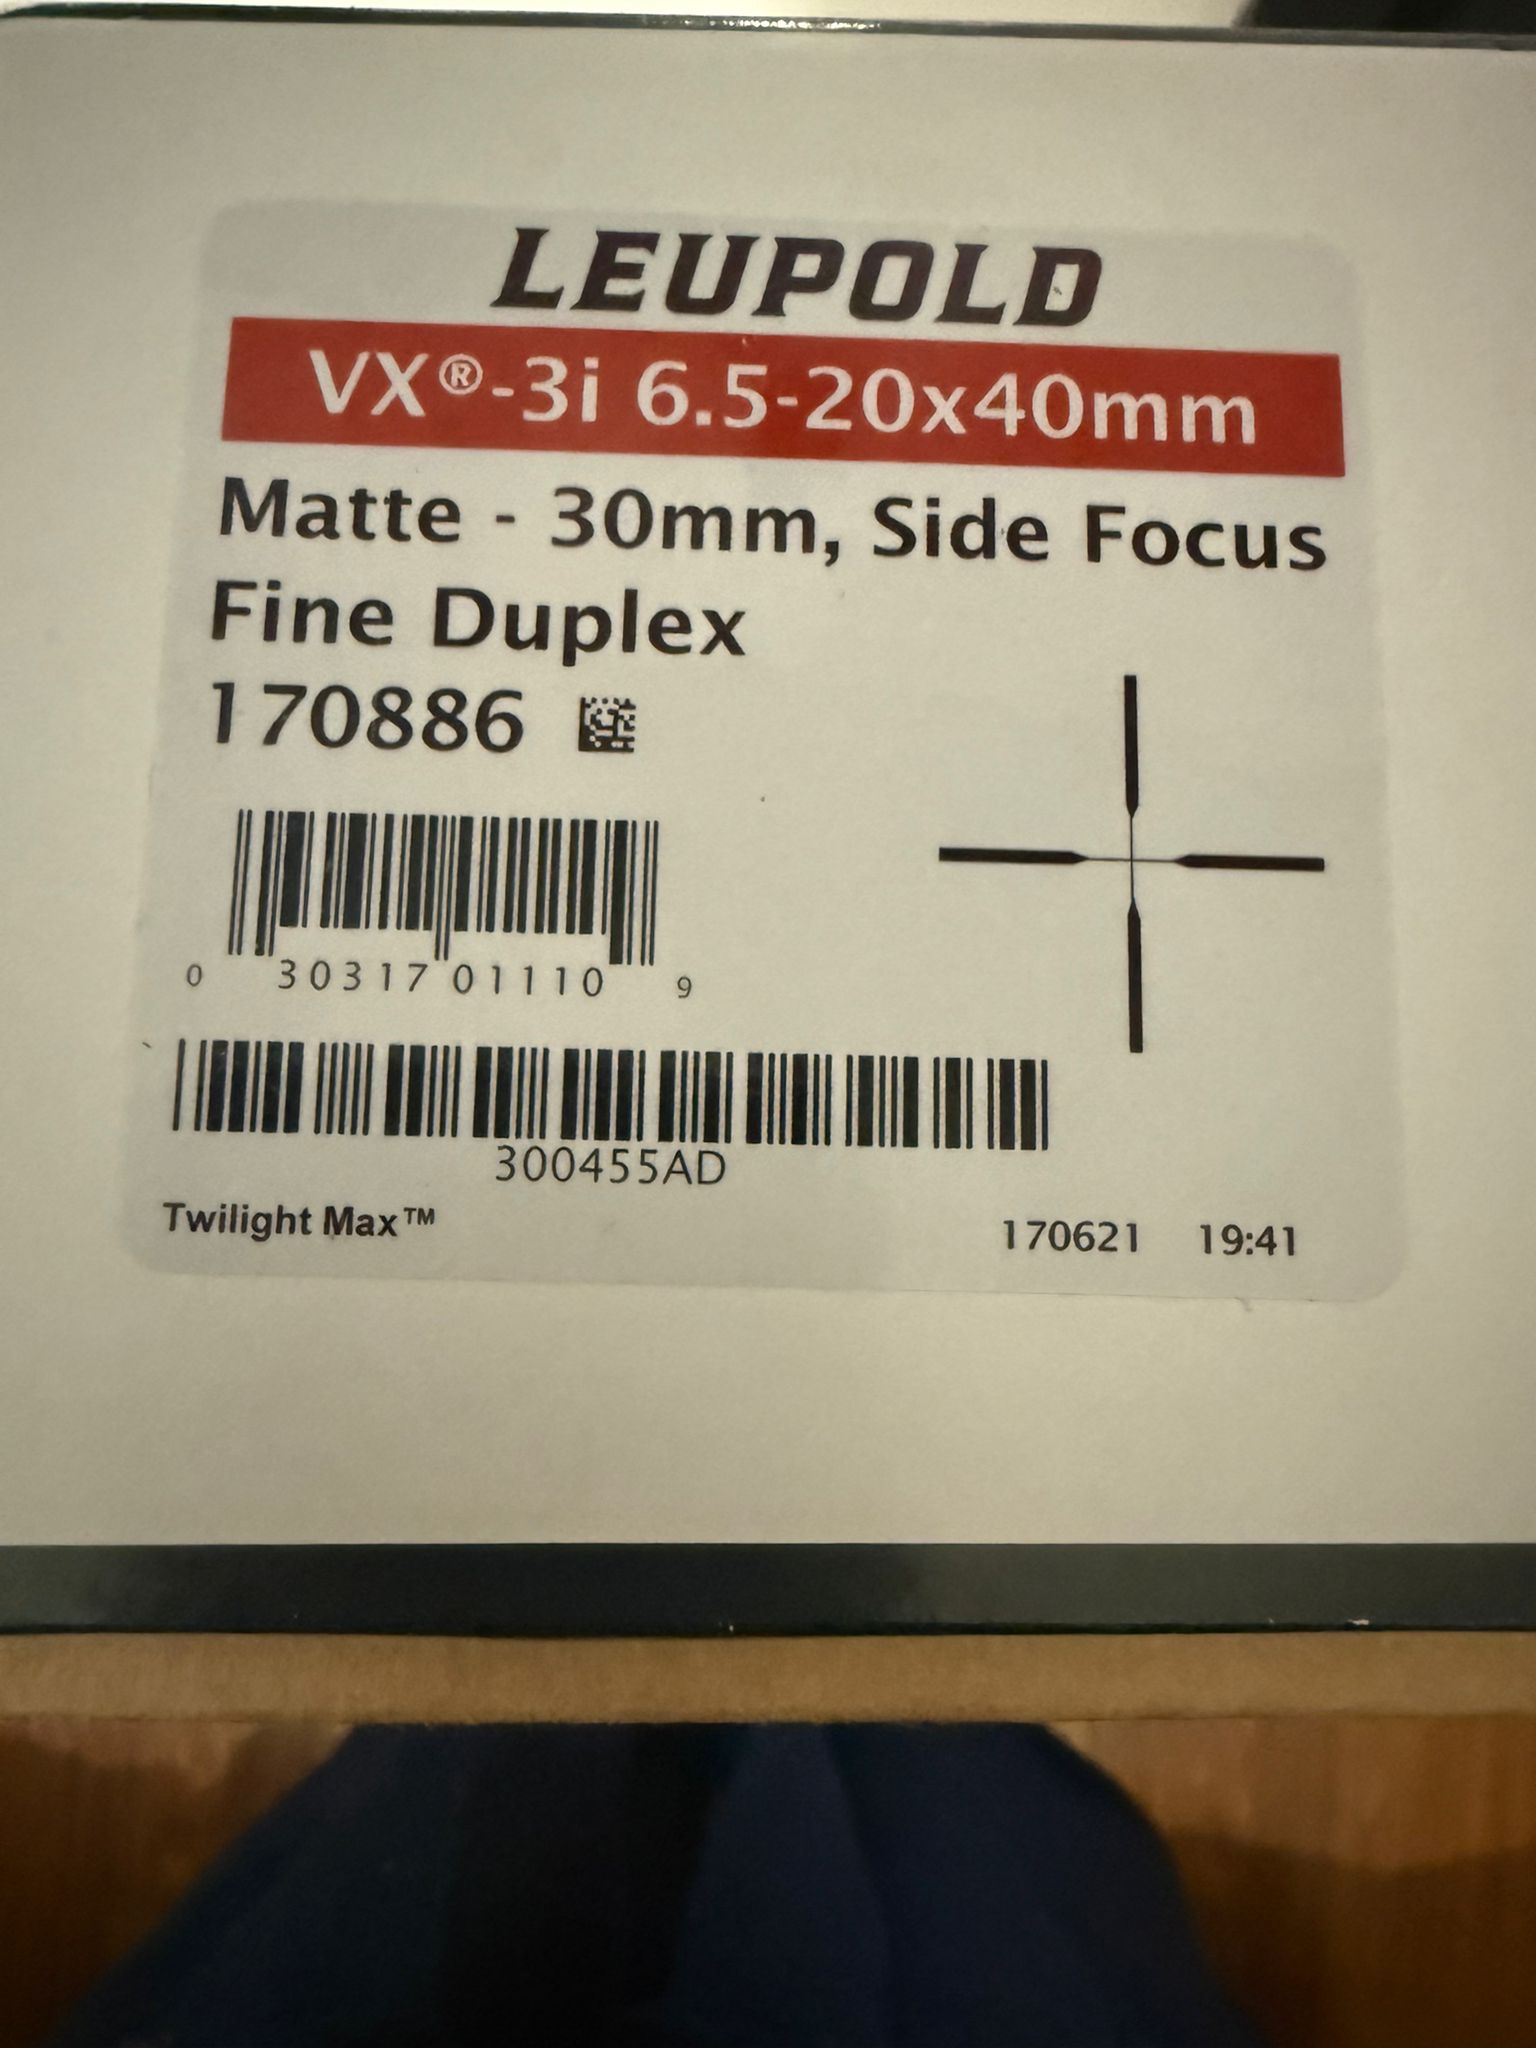 LEUPOLD
VX®-3i 6.5-20x40mm
Matte - 30mm, Side Focus
Fine Duplex
170886
0 30317 01110 9
300455AD
Twilight Max™
170621 19:41